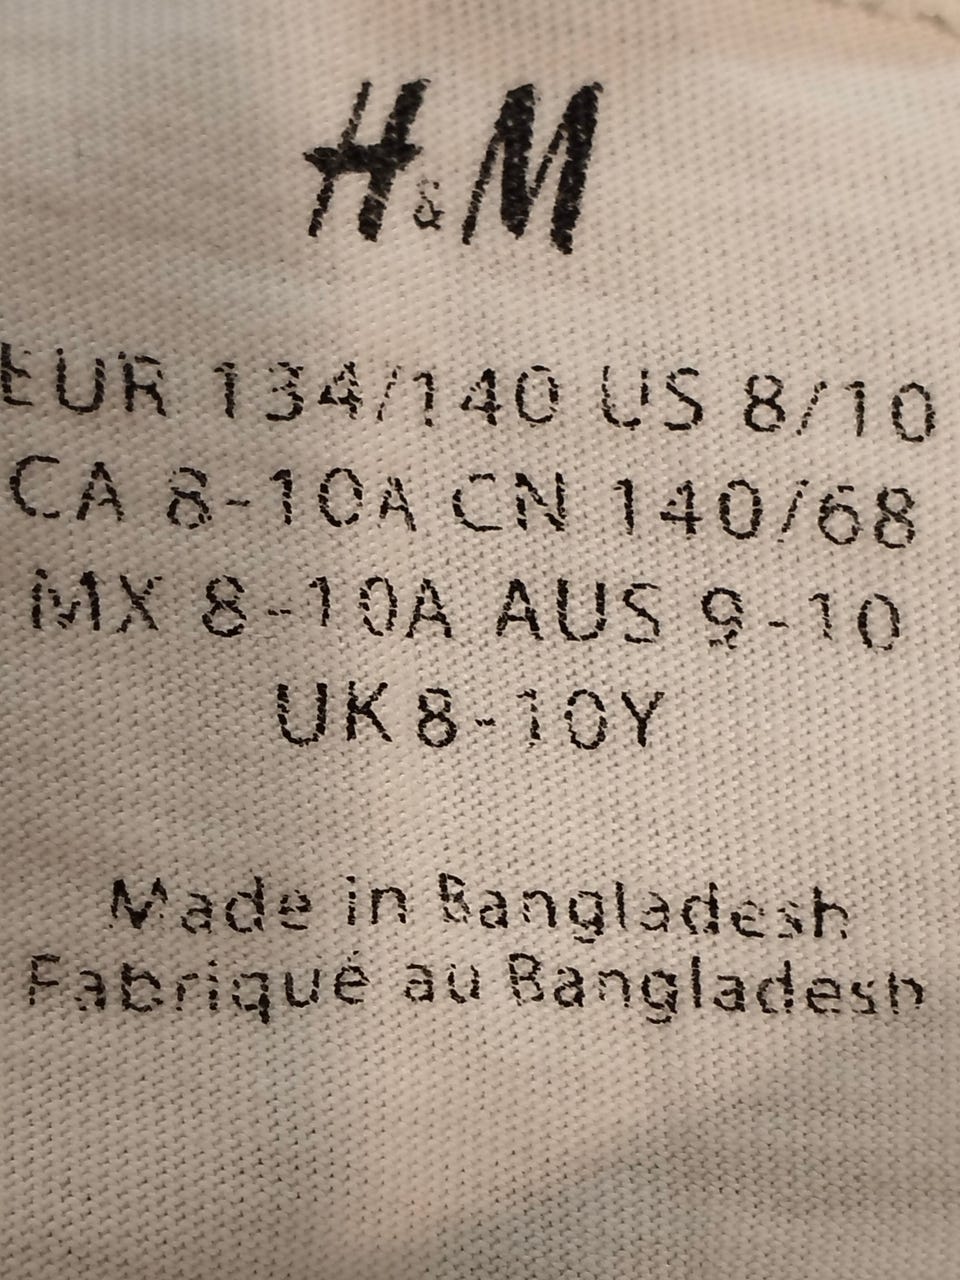 H&M
EUR 134/140 US 8/10
CA 8-10A CN 140/68
MX 8-10A AUS 9-10
UK 8-10Y
Made in Bangladesh
Fabriqué au Bangladesh